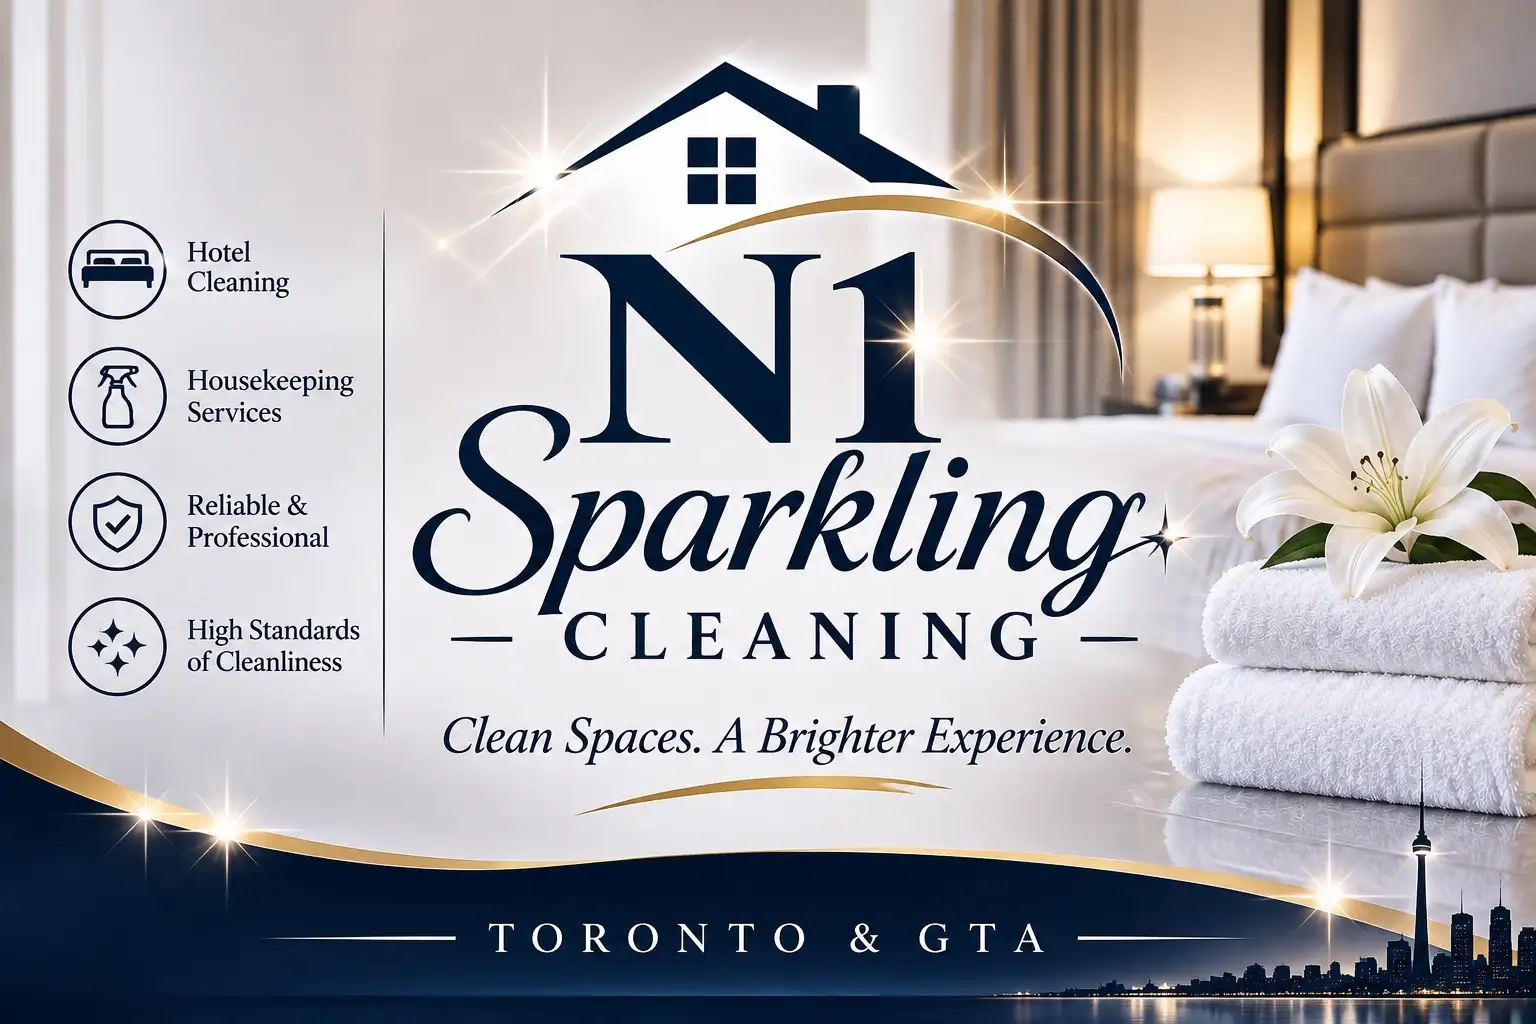 Hotel
Cleaning
Housekeeping
Services
Reliable &
Professional
High Standards
of Cleanliness
N1
Sparkling
CLEANING
Clean Spaces. A Brighter Experience.
TORONTO & GTA